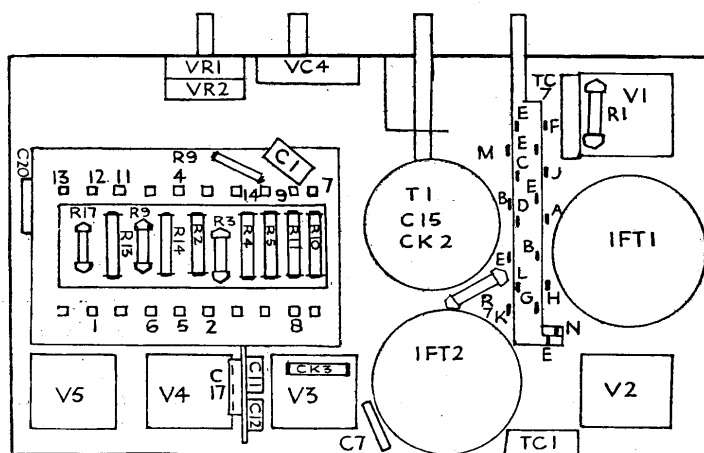 VR1
VR2
VC4
TC
7
V1
R1
C20
R9
C1
M
E
F
E
C
J
E
B
D
A
E
B
L
G
H
K
N
E
13 12 11 4 14 9 7
R17
R13
R9
R14
R2
R3
R4
R5
R11
R10
1 6 5 2 8
T1
C15
CK2
1FT1
R
7
1FT2
V5
V4
C
17
C11
C12
CK3
V3
C7
TC1
V2